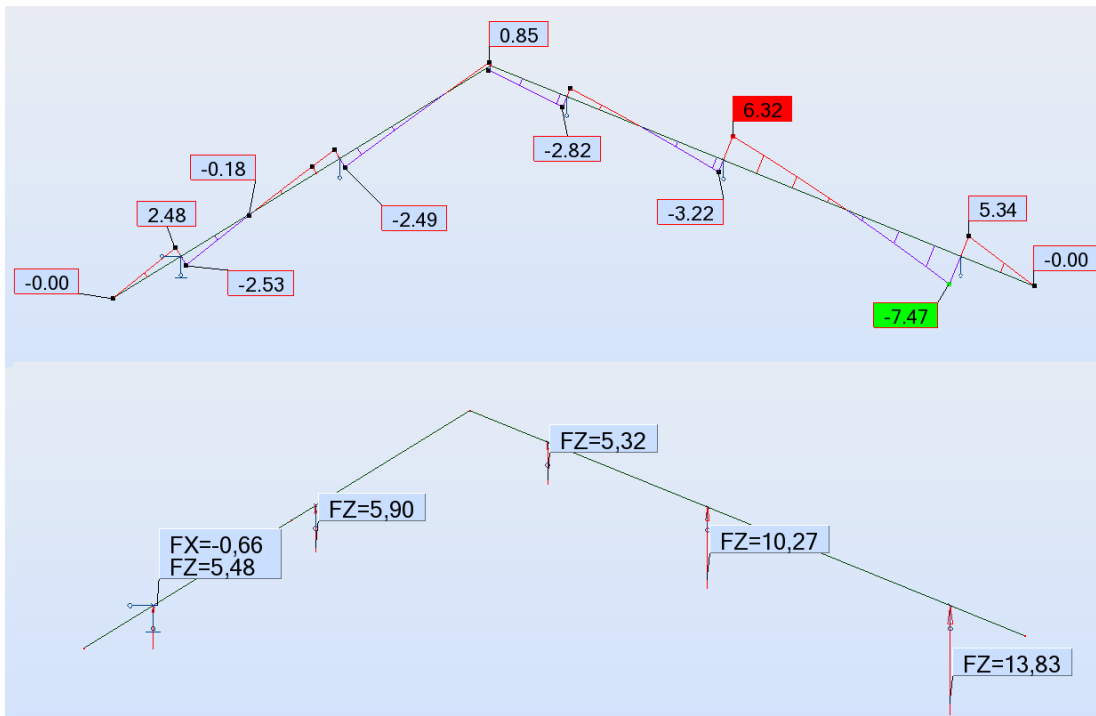 0.85
6.32
-2.82
-0.18
5.34
2.48
-3.22
-2.49
-0.00
-0.00
-2.53
-7.47
FZ=5,32
FZ=5,90
FX=-0,66
FZ=5,48
FZ=10,27
FZ=13,83